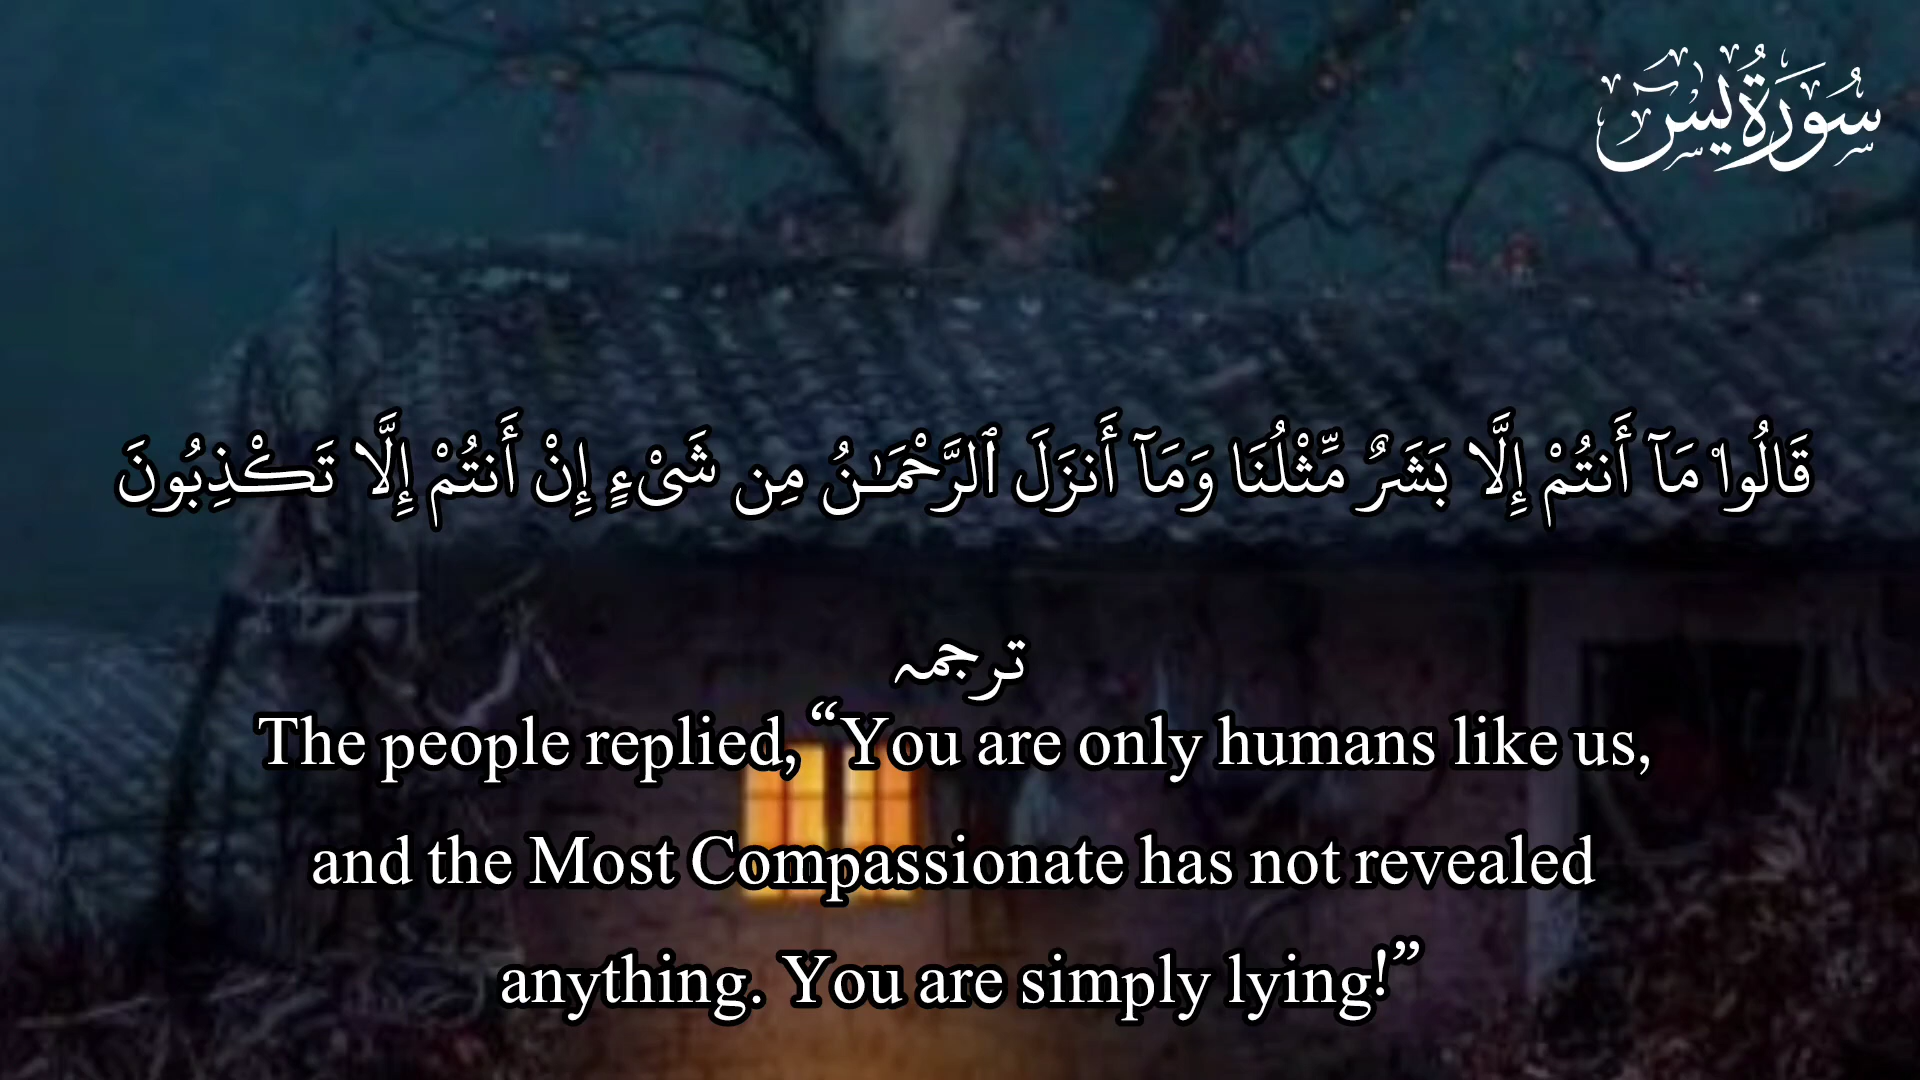 سُورَةُ يسٓ
قَالُوا۟ مَآ أَنتُمْ إِلَّا بَشَرٌ مِّثْلُنَا وَمَآ أَنزَلَ ٱلرَّحْمَـٰنُ مِن شَىْءٍ إِنْ أَنتُمْ إِلَّا تَكْذِبُونَ
ترجمہ
The people replied, “You are only humans like us,
and the Most Compassionate has not revealed
anything. You are simply lying!”